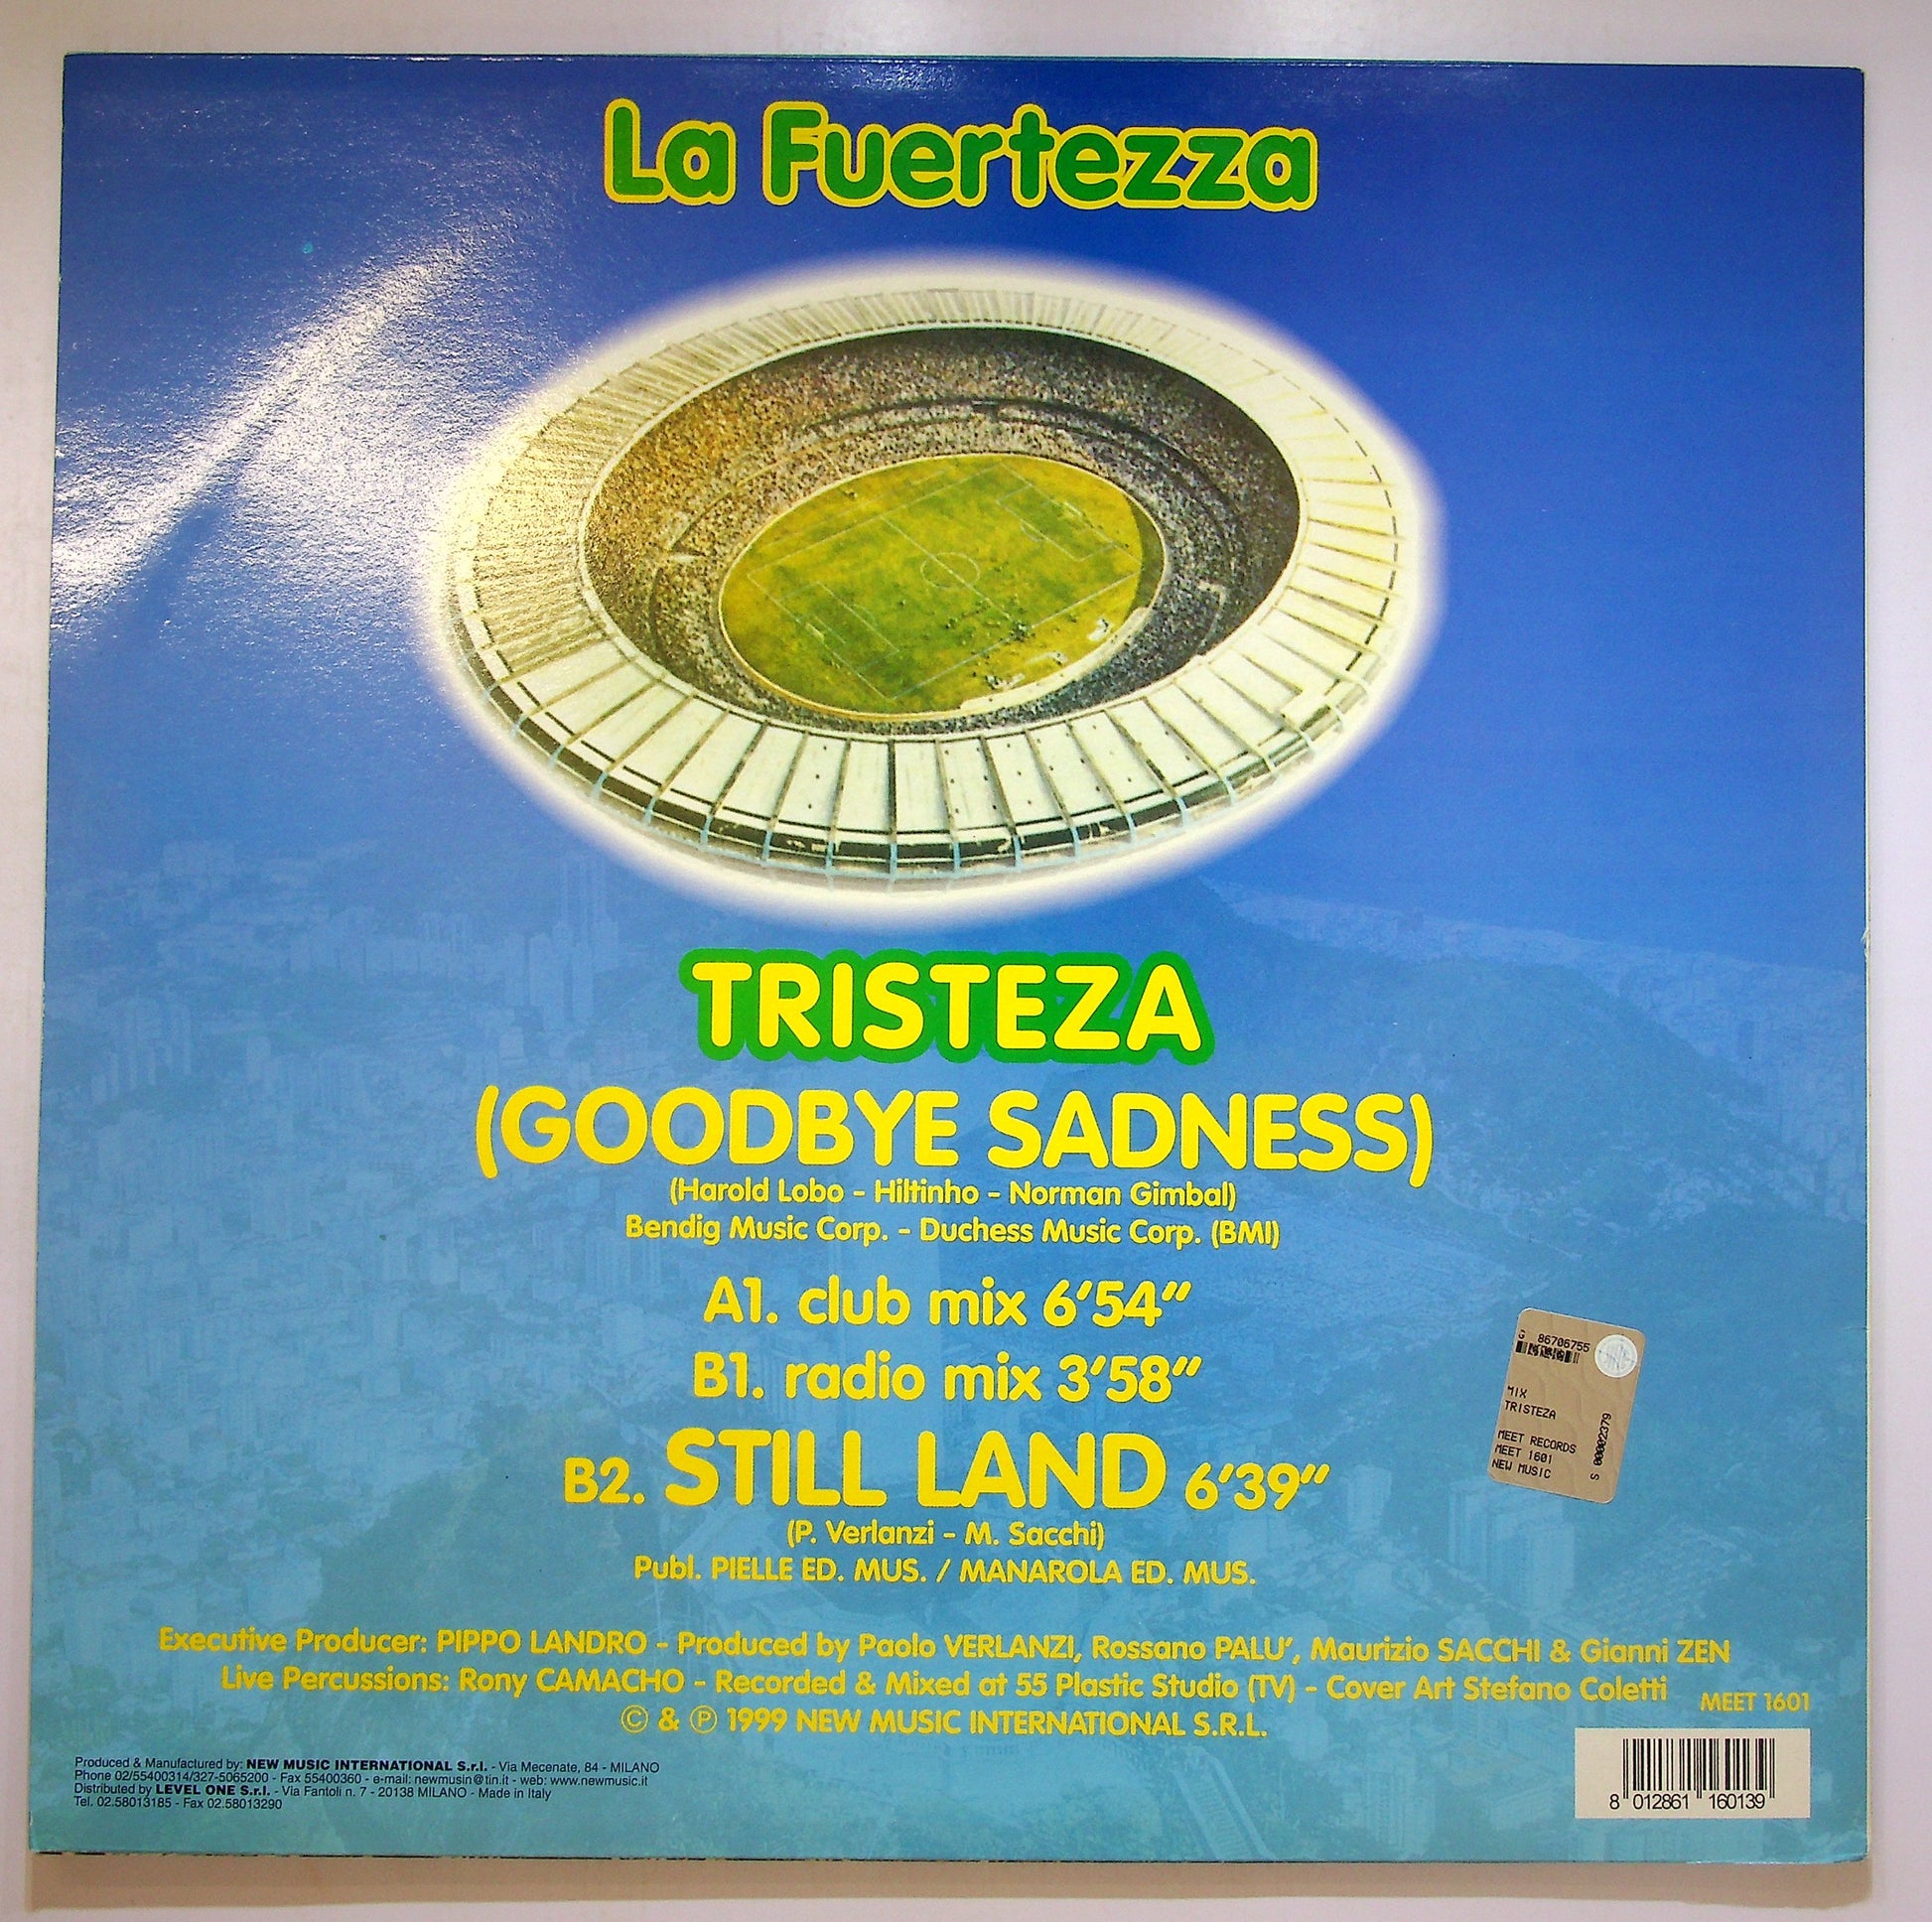 La Fuertezza
TRISTEZA
(GOODBYE SADNESS)
(Harold Lobo - Hiltinho - Norman Gimbal)
Bendig Music Corp. - Duchess Music Corp. (BMI)
A1. club mix 6'54"
B1. radio mix 3'58"
B2. STILL LAND 6'39"
(P. Verlanzi - M. Sacchi)
Publ. PIELLE ED. MUS. / MANAROLA ED. MUS.
G 86706755
MIX
TRISTEZA
MEET RECORDS
MEET 1601
NEW MUSIC
S 00002379
Executive Producer: PIPPO LANDRO - Produced by Paolo VERLANZI, Rossano PALU', Maurizio SACCHI & Gianni ZEN
Live Percussions: Rony CAMACHO - Recorded & Mixed at 55 Plastic Studio (TV) - Cover Art Stefano Coletti
© & ℗ 1999 NEW MUSIC INTERNATIONAL S.R.L.
MEET 1601
Produced & Manufactured by: NEW MUSIC INTERNATIONAL S.r.l. - Via Mecenate, 84 - MILANO
Phone 02/55400314/327-5065200 - Fax 55400360 - e-mail: newmusin@tin.it - web: www.newmusic.it
Distributed by LEVEL ONE S.r.l. - Via Fantoli n. 7 - 20138 MILANO - Made in Italy
Tel. 02.58013185 - Fax 02.58013290
8 012861 160139